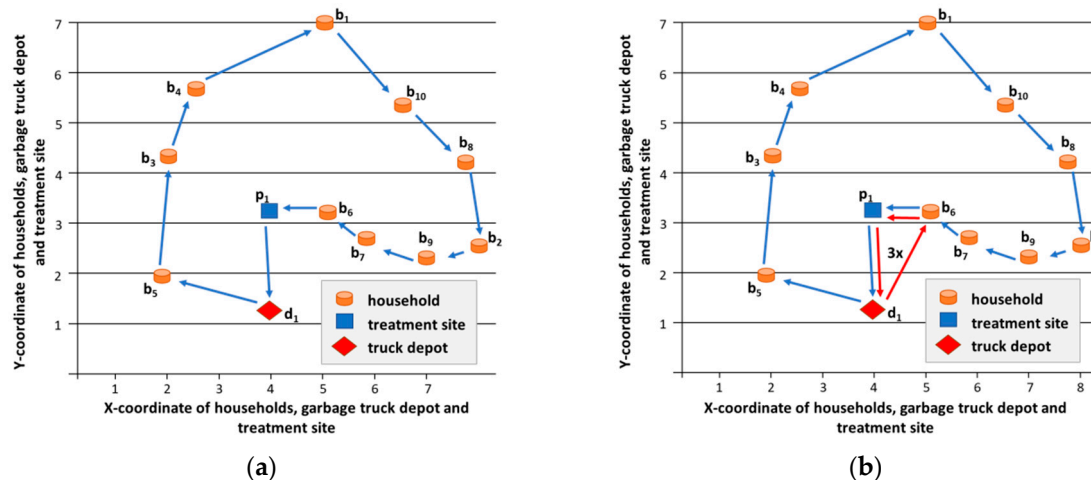 Y-coordinate of households, garbage truck depot
and treatment site
7
6
5
4
3
2
1
b₁
b₄
b₁₀
b₃
b₈
p₁
b₆
b₂
b₇
b₉
b₅
d₁
household
treatment site
truck depot
1 2 3 4 5 6 7
X-coordinate of households, garbage truck depot and
treatment site
(a)
Y-coordinate of households, garbage truck depot
and treatment site
7
6
5
4
3
2
1
b₁
b₄
b₁₀
b₃
b₈
p₁
b₆
b₇
b₉
3x
b₅
d₁
household
treatment site
truck depot
1 2 3 4 5 6 7 8
X-coordinate of households, garbage truck depot and
treatment site
(b)